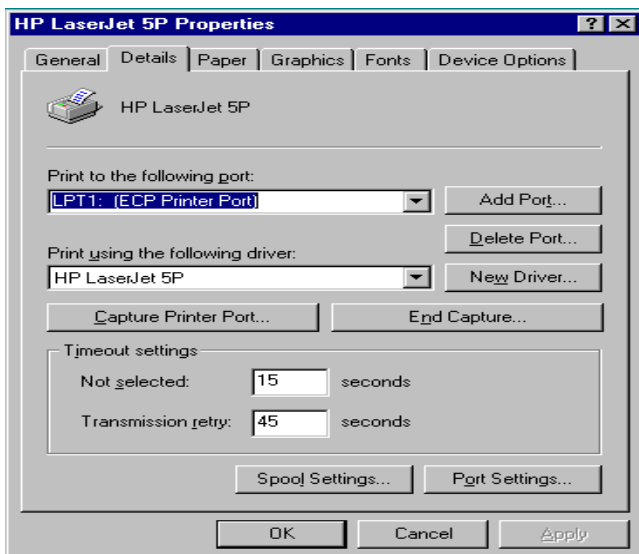 HP LaserJet 5P Properties ? ×
General Details Paper Graphics Fonts Device Options
HP LaserJet 5P
Print to the following port:
LPT1: (ECP Printer Port) Add Port...
Delete Port...
Print using the following driver:
HP LaserJet 5P New Driver...
Capture Printer Port... End Capture...
Timeout settings
Not selected: 15 seconds
Transmission retry: 45 seconds
Spool Settings... Port Settings...
OK Cancel Apply